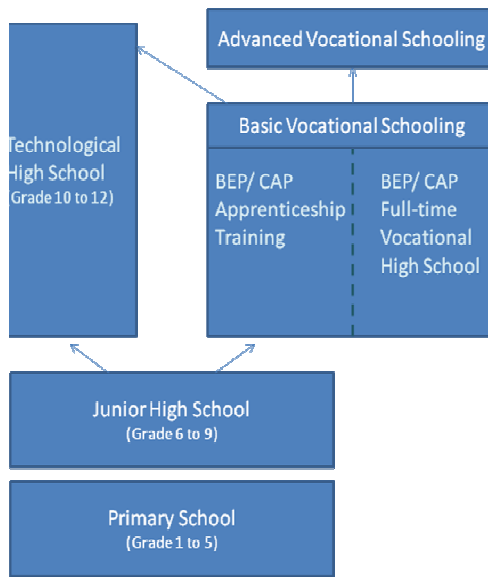 Advanced Vocational Schooling
Basic Vocational Schooling
Technological
High School
(Grade 10 to 12)
BEP/ CAP
Apprenticeship
Training
BEP/ CAP
Full-time
Vocational
High School
Junior High School
(Grade 6 to 9)
Primary School
(Grade 1 to 5)